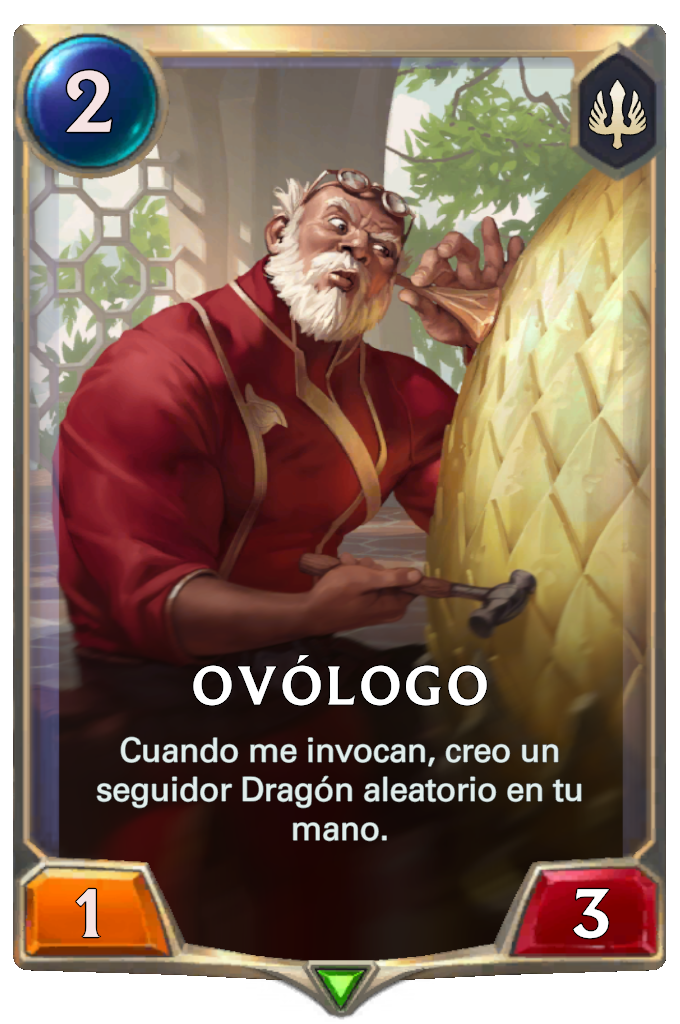 2
OVÓLOGO
Cuando me invocan, creo un
seguidor Dragón aleatorio en tu
mano.
1
3